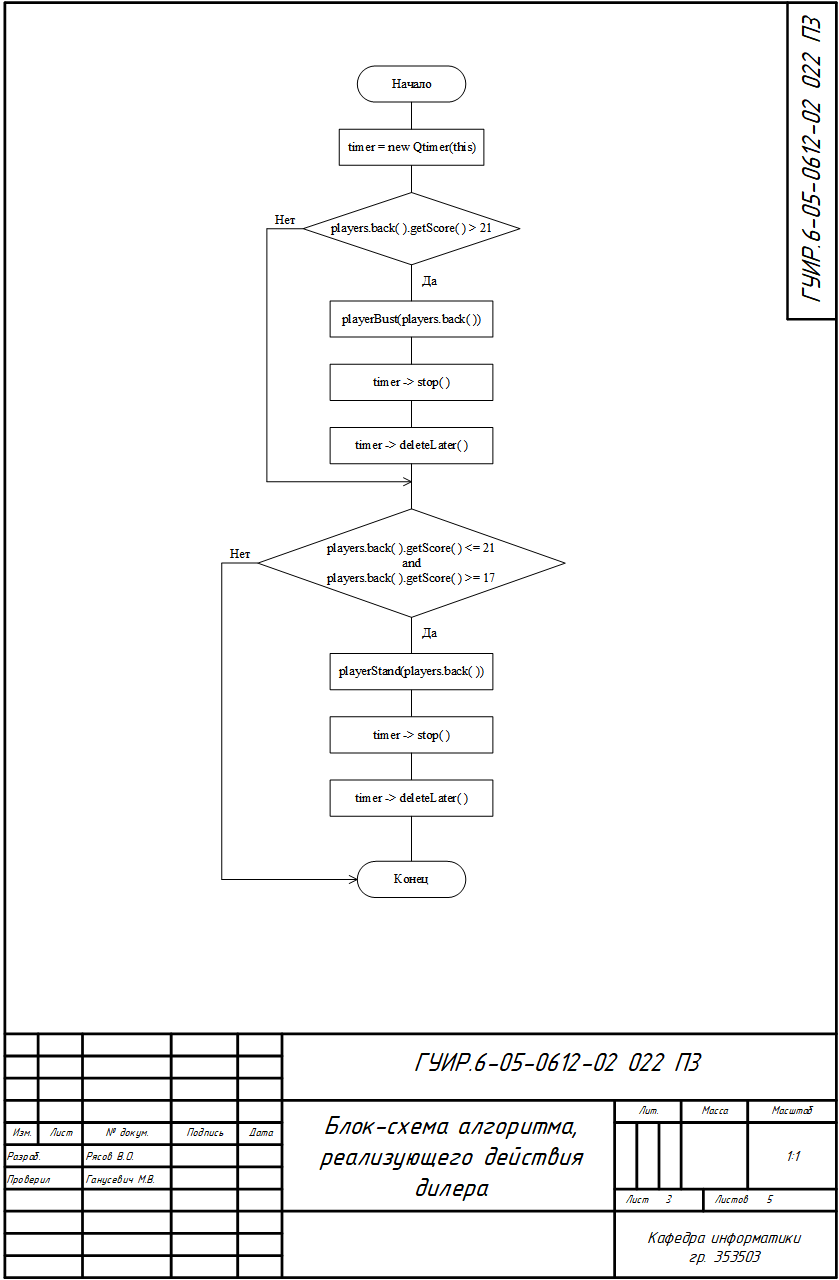 ГУИР.6-05-0612-02 022 ПЗ
Начало
timer = new Qtimer(this)
Нет
players.back( ).getScore( ) > 21
Да
playerBust(players.back( ))
timer -> stop( )
timer -> deleteLater( )
Нет
players.back( ).getScore( ) <= 21
and
players.back( ).getScore( ) >= 17
Да
playerStand(players.back( ))
timer -> stop( )
timer -> deleteLater( )
Конец
ГУИР.6-05-0612-02 022 ПЗ
Изм. Лист № докум. Подпись Дата
Разраб. Рясов В.О.
Проверил Ганусевич М.В.
Блок-схема алгоритма,
реализующего действия
дилера
Лит. Масса Масштаб
1:1
Лист 3 Листов 5
Кафедра информатики
гр. 353503